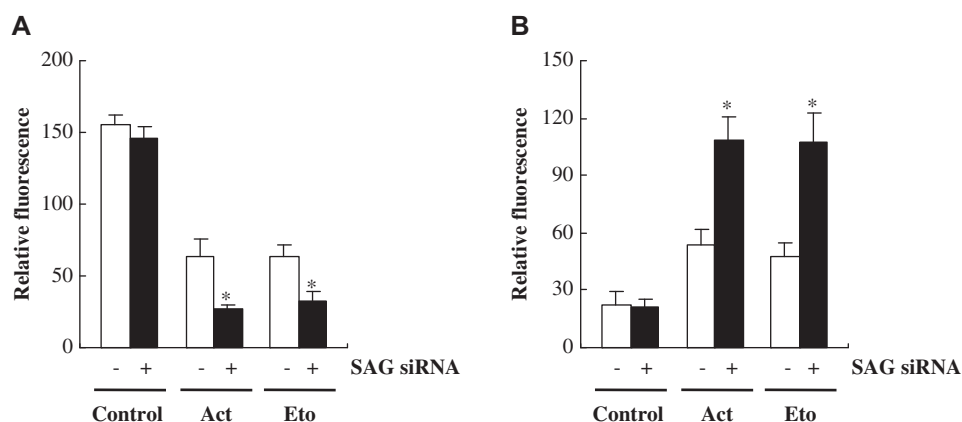 A
Relative fluorescence
200
150
100
50
0
*
*
- + - + - + SAG siRNA
Control Act Eto
B
Relative fluorescence
150
120
90
60
30
0
*
*
- + - + - + SAG siRNA
Control Act Eto